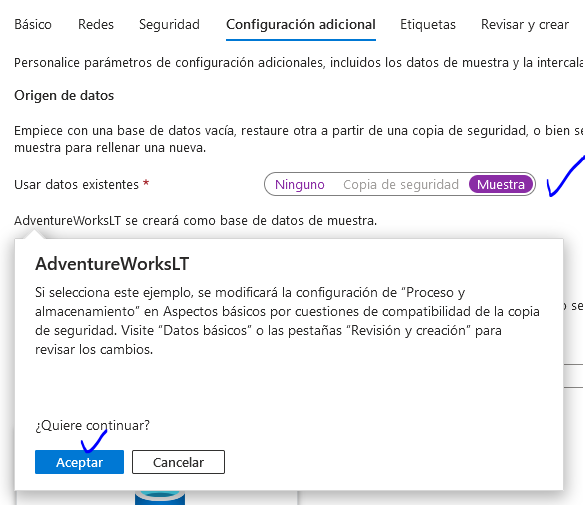 Básico Redes Seguridad Configuración adicional Etiquetas Revisar y crear
Personalice parámetros de configuración adicionales, incluidos los datos de muestra y la intercala
Origen de datos
Empiece con una base de datos vacía, restaure otra a partir de una copia de seguridad, o bien se
muestra para rellenar una nueva.
Usar datos existentes * Ninguno Copia de seguridad Muestra
AdventureWorksLT se creará como base de datos de muestra.
AdventureWorksLT
Si selecciona este ejemplo, se modificará la configuración de “Proceso y
almacenamiento” en Aspectos básicos por cuestiones de compatibilidad de la copia
de seguridad. Visite “Datos básicos” o las pestañas “Revisión y creación” para
revisar los cambios.
o se
¿Quiere continuar?
Aceptar Cancelar